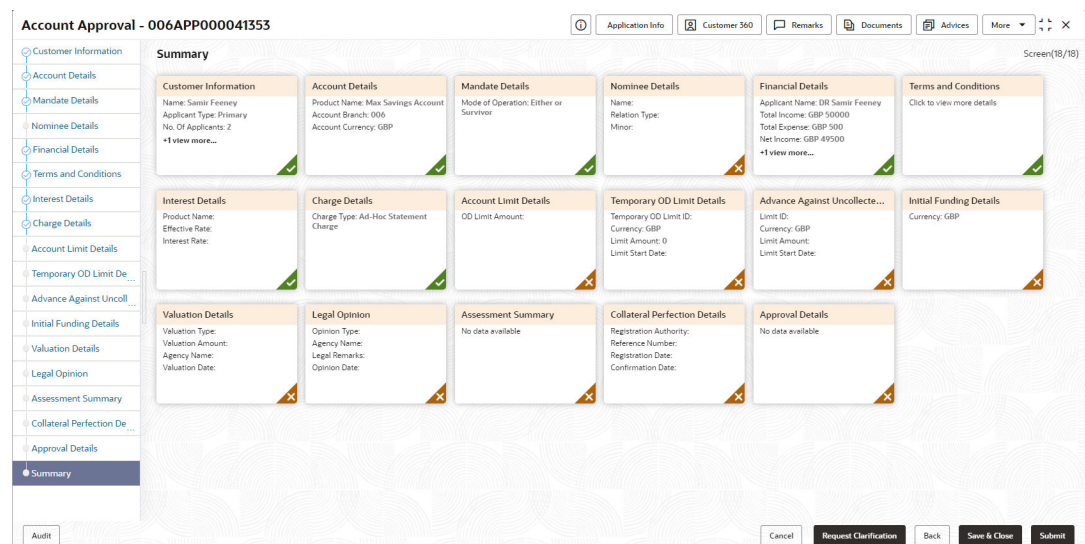 Account Approval - 006APP000041353
Application Info
Customer 360
Remarks
Documents
Advices
More
Customer Information
Account Details
Mandate Details
Nominee Details
Financial Details
Terms and Conditions
Interest Details
Charge Details
Account Limit Details
Temporary OD Limit De...
Advance Against Uncoll...
Initial Funding Details
Valuation Details
Legal Opinion
Assessment Summary
Collateral Perfection De...
Approval Details
Summary
Summary
Screen(18/18)
Customer Information
Name: Samir Feeney
Applicant Type: Primary
No. Of Applicants: 2
+1 view more...
Account Details
Product Name: Max Savings Account
Account Branch: 006
Account Currency: GBP
Mandate Details
Mode of Operation: Either or
Survivor
Nominee Details
Name:
Relation Type:
Minor:
Financial Details
Applicant Name: DR Samir Feeney
Total Income: GBP 50000
Total Expense: GBP 500
Net Income: GBP 49500
+1 view more...
Terms and Conditions
Click to view more details
Interest Details
Product Name:
Effective Rate:
Interest Rate:
Charge Details
Charge Type: Ad-Hoc Statement
Charge
Account Limit Details
OD Limit Amount:
Temporary OD Limit Details
Temporary OD Limit ID:
Currency: GBP
Limit Amount: 0
Limit Start Date:
Advance Against Uncollecte...
Limit ID:
Currency: GBP
Limit Amount:
Limit Start Date:
Initial Funding Details
Currency: GBP
Valuation Details
Valuation Type:
Valuation Amount:
Agency Name:
Valuation Date:
Legal Opinion
Opinion Type:
Agency Name:
Legal Remarks:
Opinion Date:
Assessment Summary
No data available
Collateral Perfection Details
Registration Authority:
Reference Number:
Registration Date:
Confirmation Date:
Approval Details
No data available
Audit
Cancel
Request Clarification
Back
Save & Close
Submit